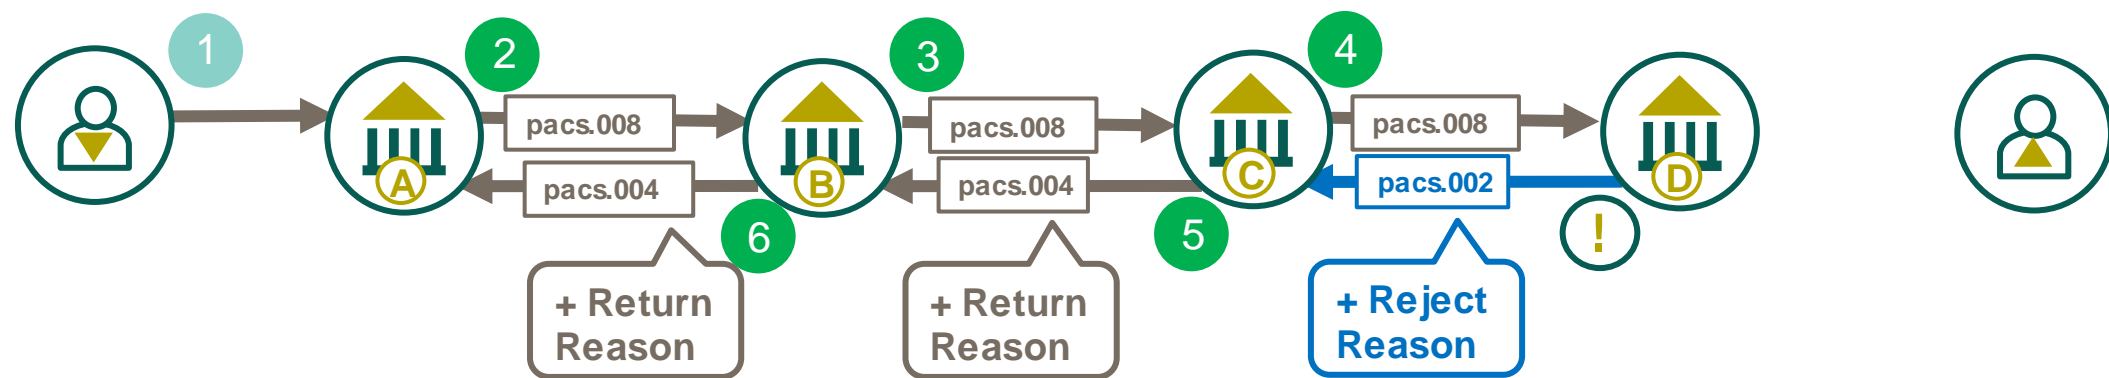 1
2
3
4
pacs.008
pacs.008
pacs.008
A
B
C
D
pacs.004
pacs.004
pacs.002
6
5
!
+ Return
Reason
+ Return
Reason
+ Reject
Reason